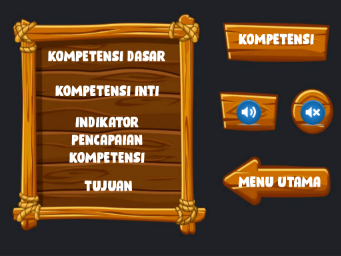 KOMPETENSI DASAR
KOMPETENSI INTI
INDIKATOR
PENCAPAIAN
KOMPETENSI
TUJUAN
KOMPETENSI
MENU UTAMA